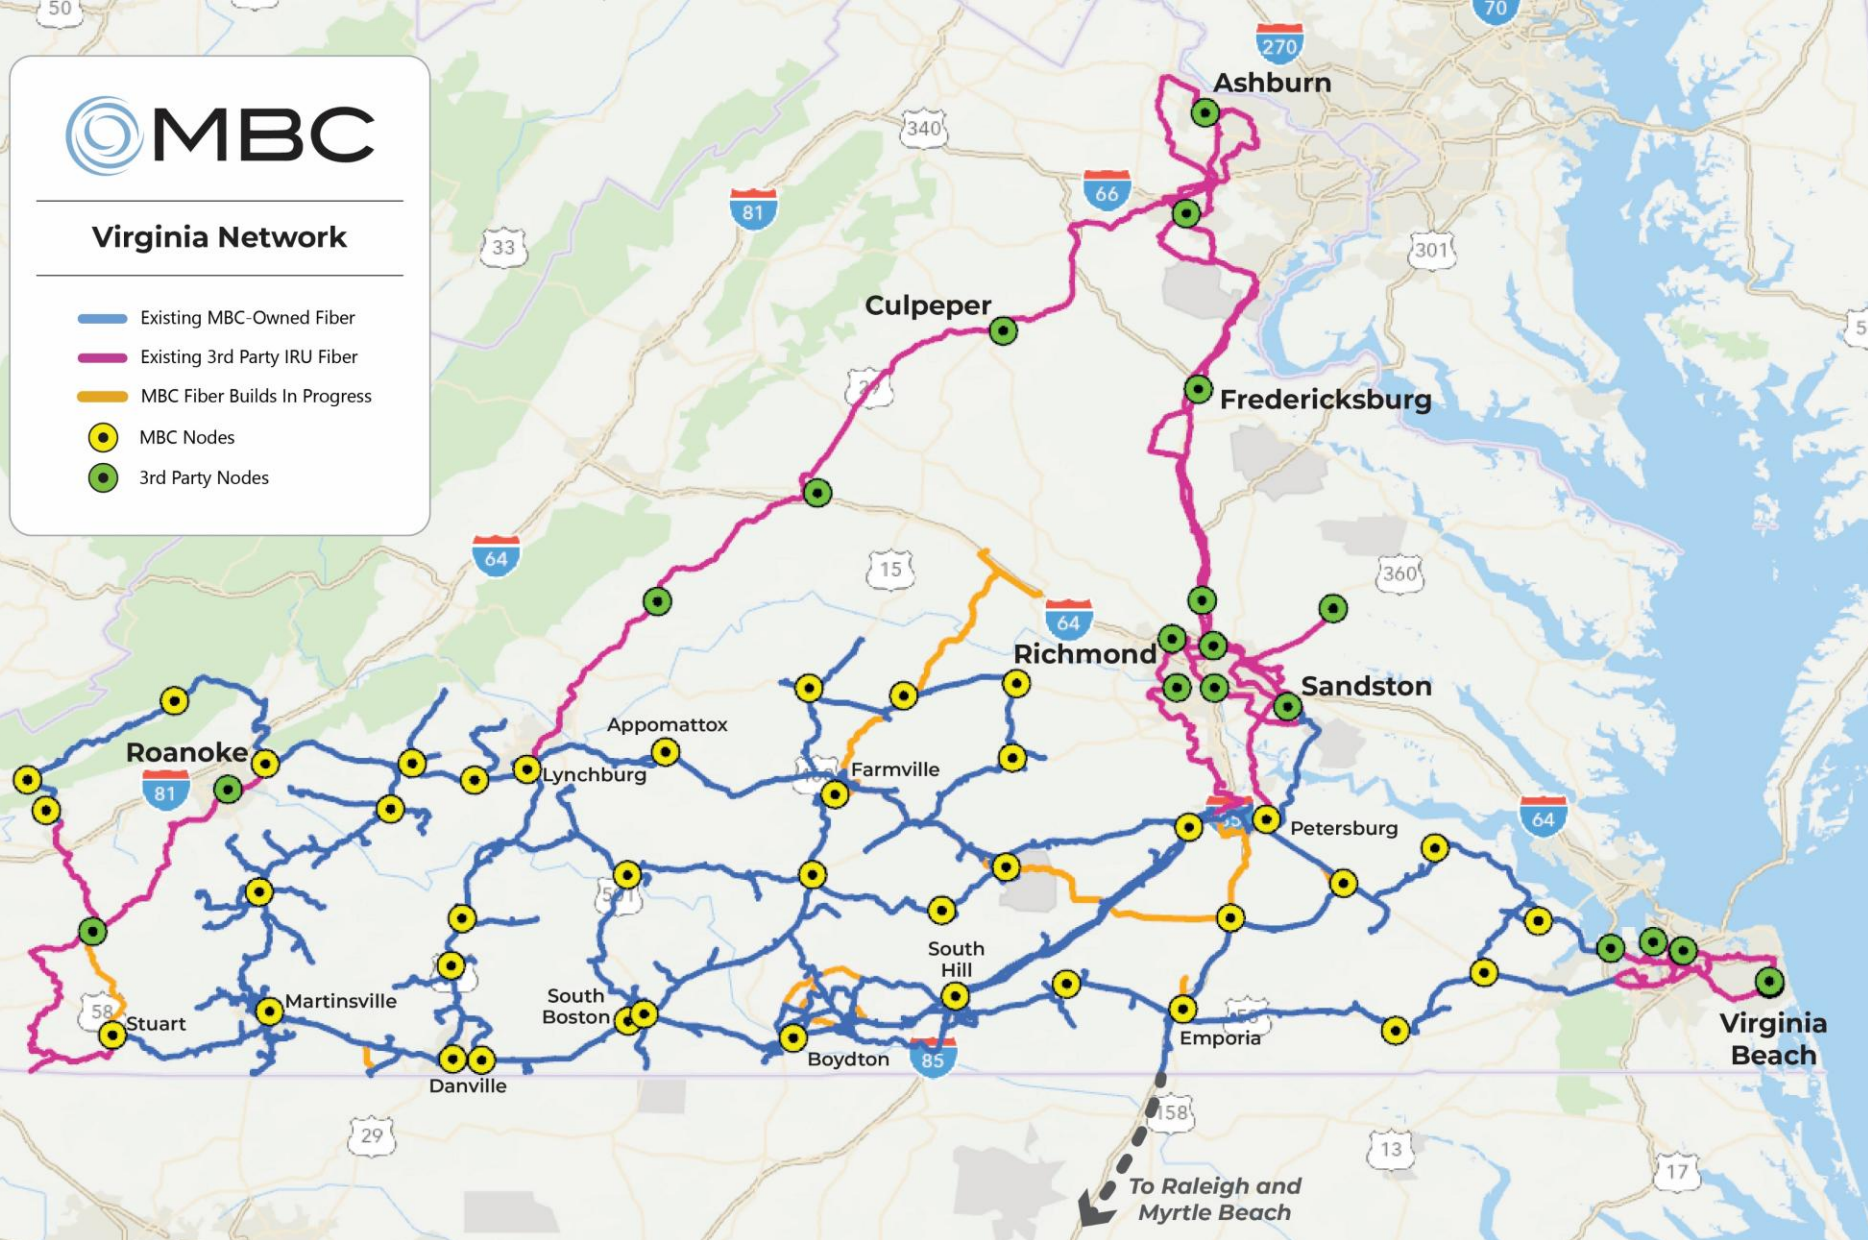 50
70
270
MBC
Virginia Network
Existing MBC-Owned Fiber
Existing 3rd Party IRU Fiber
MBC Fiber Builds In Progress
MBC Nodes
3rd Party Nodes
Ashburn
340
66
81
33
301
Culpeper
29
Fredericksburg
64
15
360
64
Richmond
Sandston
Appomattox
Roanoke
Lynchburg
Farmville
81
Petersburg
64
501
South
Hill
Martinsville
South
Boston
58
Stuart
58
Emporia
Virginia
Beach
Boydton
85
Danville
158
29
13
17
To Raleigh and
Myrtle Beach